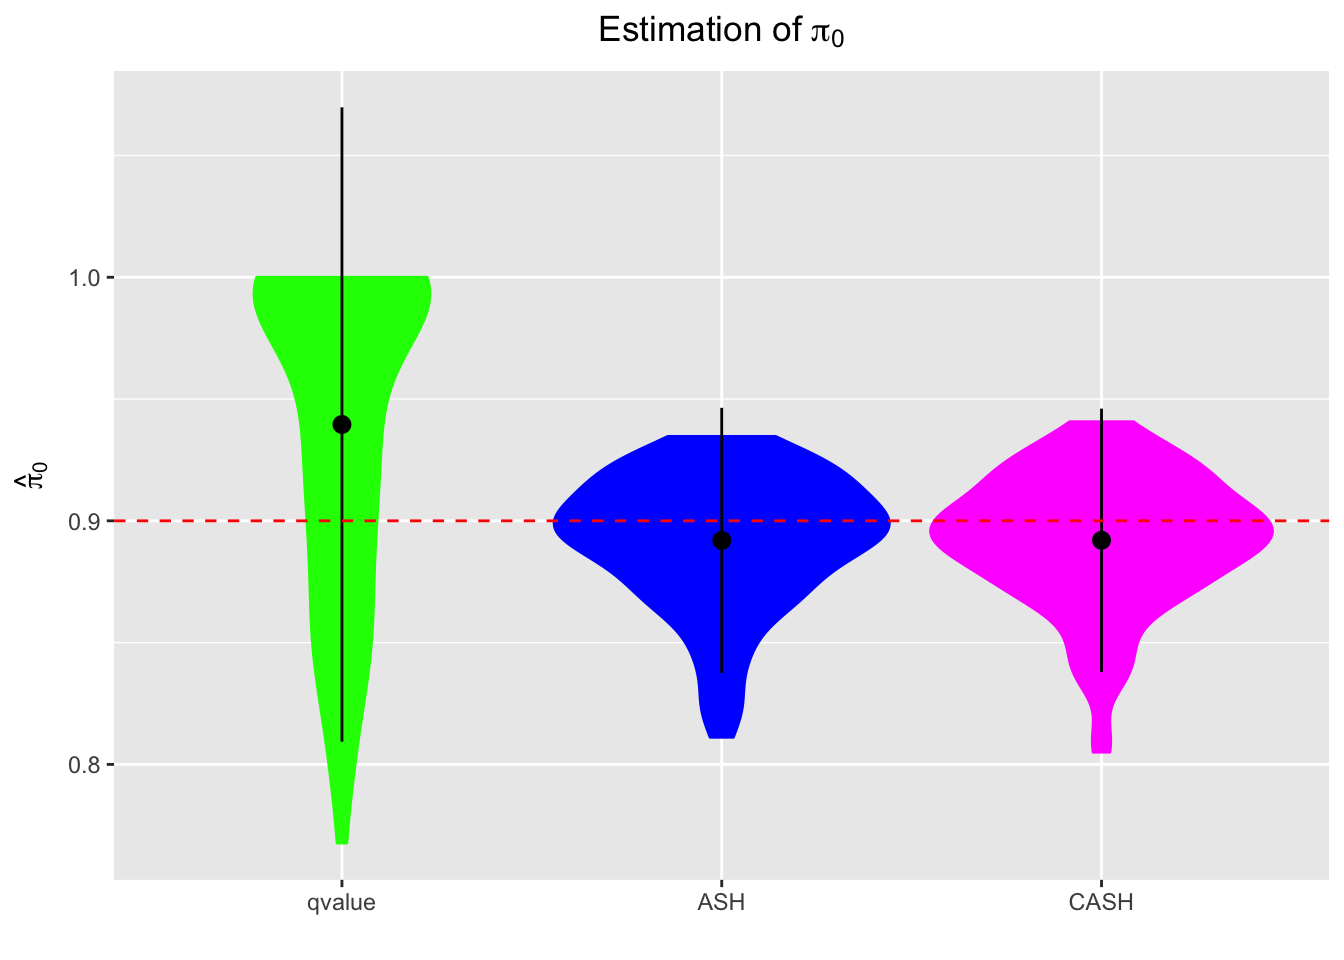 Estimation of π₀
1.0
0.9
0.8
π̂₀
qvalue ASH CASH